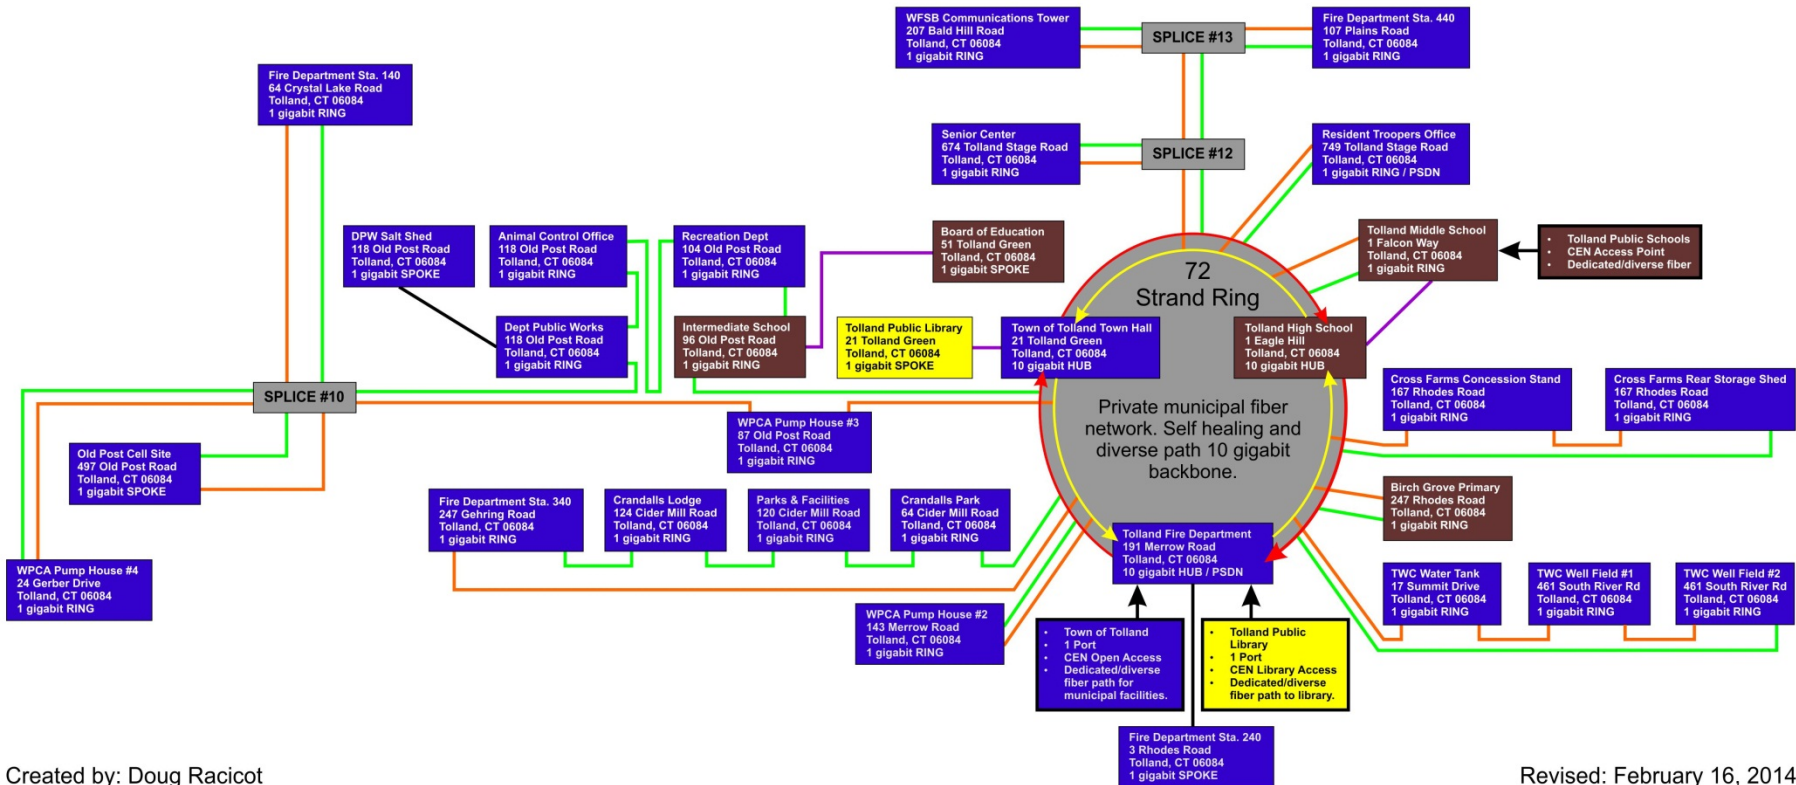 WFSB Communications Tower
207 Bald Hill Road
Tolland, CT 06084
1 gigabit RING
SPLICE #13
Fire Department Sta. 440
107 Plains Road
Tolland, CT 06084
1 gigabit RING
Fire Department Sta. 140
64 Crystal Lake Road
Tolland, CT 06084
1 gigabit RING
Senior Center
674 Tolland Stage Road
Tolland, CT 06084
1 gigabit RING
SPLICE #12
Resident Troopers Office
749 Tolland Stage Road
Tolland, CT 06084
1 gigabit RING / PSDN
DPW Salt Shed
118 Old Post Road
Tolland, CT 06084
1 gigabit SPOKE
Animal Control Office
118 Old Post Road
Tolland, CT 06084
1 gigabit RING
Recreation Dept
104 Old Post Road
Tolland, CT 06084
1 gigabit RING
Board of Education
51 Tolland Green
Tolland, CT 06084
1 gigabit SPOKE
Tolland Middle School
1 Falcon Way
Tolland, CT 06084
1 gigabit RING
• Tolland Public Schools
• CEN Access Point
• Dedicated/diverse fiber
72
Strand Ring
Dept Public Works
118 Old Post Road
Tolland, CT 06084
1 gigabit RING
Intermediate School
96 Old Post Road
Tolland, CT 06084
1 gigabit RING
Tolland Public Library
21 Tolland Green
Tolland, CT 06084
1 gigabit SPOKE
Town of Tolland Town Hall
21 Tolland Green
Tolland, CT 06084
10 gigabit HUB
Tolland High School
1 Eagle Hill
Tolland, CT 06084
10 gigabit HUB
SPLICE #10
Cross Farms Concession Stand
167 Rhodes Road
Tolland, CT 06084
1 gigabit RING
Cross Farms Rear Storage Shed
167 Rhodes Road
Tolland, CT 06084
1 gigabit RING
Private municipal fiber
network. Self healing and
diverse path 10 gigabit
backbone.
WPCA Pump House #3
87 Old Post Road
Tolland, CT 06084
1 gigabit RING
Old Post Cell Site
497 Old Post Road
Tolland, CT 06084
1 gigabit SPOKE
Fire Department Sta. 340
247 Gehring Road
Tolland, CT 06084
1 gigabit RING
Crandalls Lodge
124 Cider Mill Road
Tolland, CT 06084
1 gigabit RING
Parks & Facilities
120 Cider Mill Road
Tolland, CT 06084
1 gigabit RING
Crandalls Park
64 Cider Mill Road
Tolland, CT 06084
1 gigabit RING
Birch Grove Primary
247 Rhodes Road
Tolland, CT 06084
1 gigabit RING
Tolland Fire Department
191 Merrow Road
Tolland, CT 06084
10 gigabit HUB / PSDN
WPCA Pump House #4
24 Gerber Drive
Tolland, CT 06084
1 gigabit RING
TWC Water Tank
17 Summit Drive
Tolland, CT 06084
1 gigabit RING
TWC Well Field #1
461 South River Rd
Tolland, CT 06084
1 gigabit RING
TWC Well Field #2
461 South River Rd
Tolland, CT 06084
1 gigabit RING
WPCA Pump House #2
143 Merrow Road
Tolland, CT 06084
1 gigabit RING
• Town of Tolland
• 1 Port
• CEN Open Access
• Dedicated/diverse
fiber path for
municipal facilities.
• Tolland Public
Library
• 1 Port
• CEN Library Access
• Dedicated/diverse
fiber path to library.
Fire Department Sta. 240
3 Rhodes Road
Tolland, CT 06084
1 gigabit SPOKE
Created by: Doug Racicot
Revised: February 16, 2014